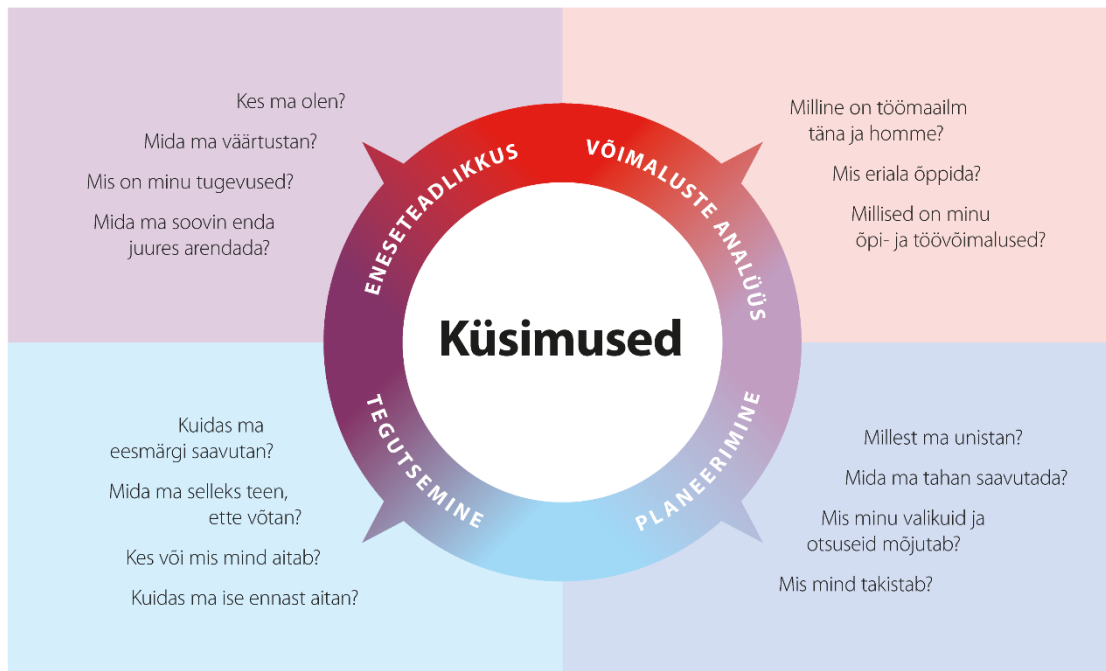 Kes ma olen?
Mida ma väärtustan?
Mis on minu tugevused?
Mida ma soovin enda
juures arendada?
ENESETEADLIKKUS
VÕIMALUSTE ANALÜÜS
Milline on töömaailm
täna ja homme?
Mis eriala õppida?
Millised on minu
õpi- ja töövõimalused?
Küsimused
Kuidas ma
eesmärgi saavutan?
Mida ma selleks teen,
ette võtan?
Kes või mis mind aitab?
Kuidas ma ise ennast aitan?
TEGUTSEMINE
PLANEERIMINE
Millest ma unistan?
Mida ma tahan saavutada?
Mis minu valikuid ja
otsuseid mõjutab?
Mis mind takistab?